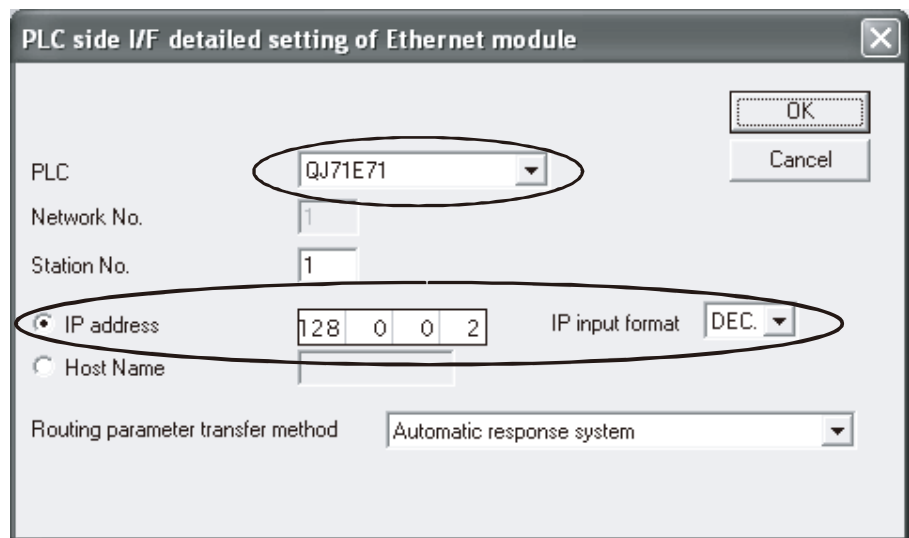 PLC side I/F detailed setting of Ethernet module
OK
PLC QJ71E71 Cancel
Network No. 1
Station No. 1
IP address 128 0 0 2 IP input format DEC.
Host Name
Routing parameter transfer method Automatic response system